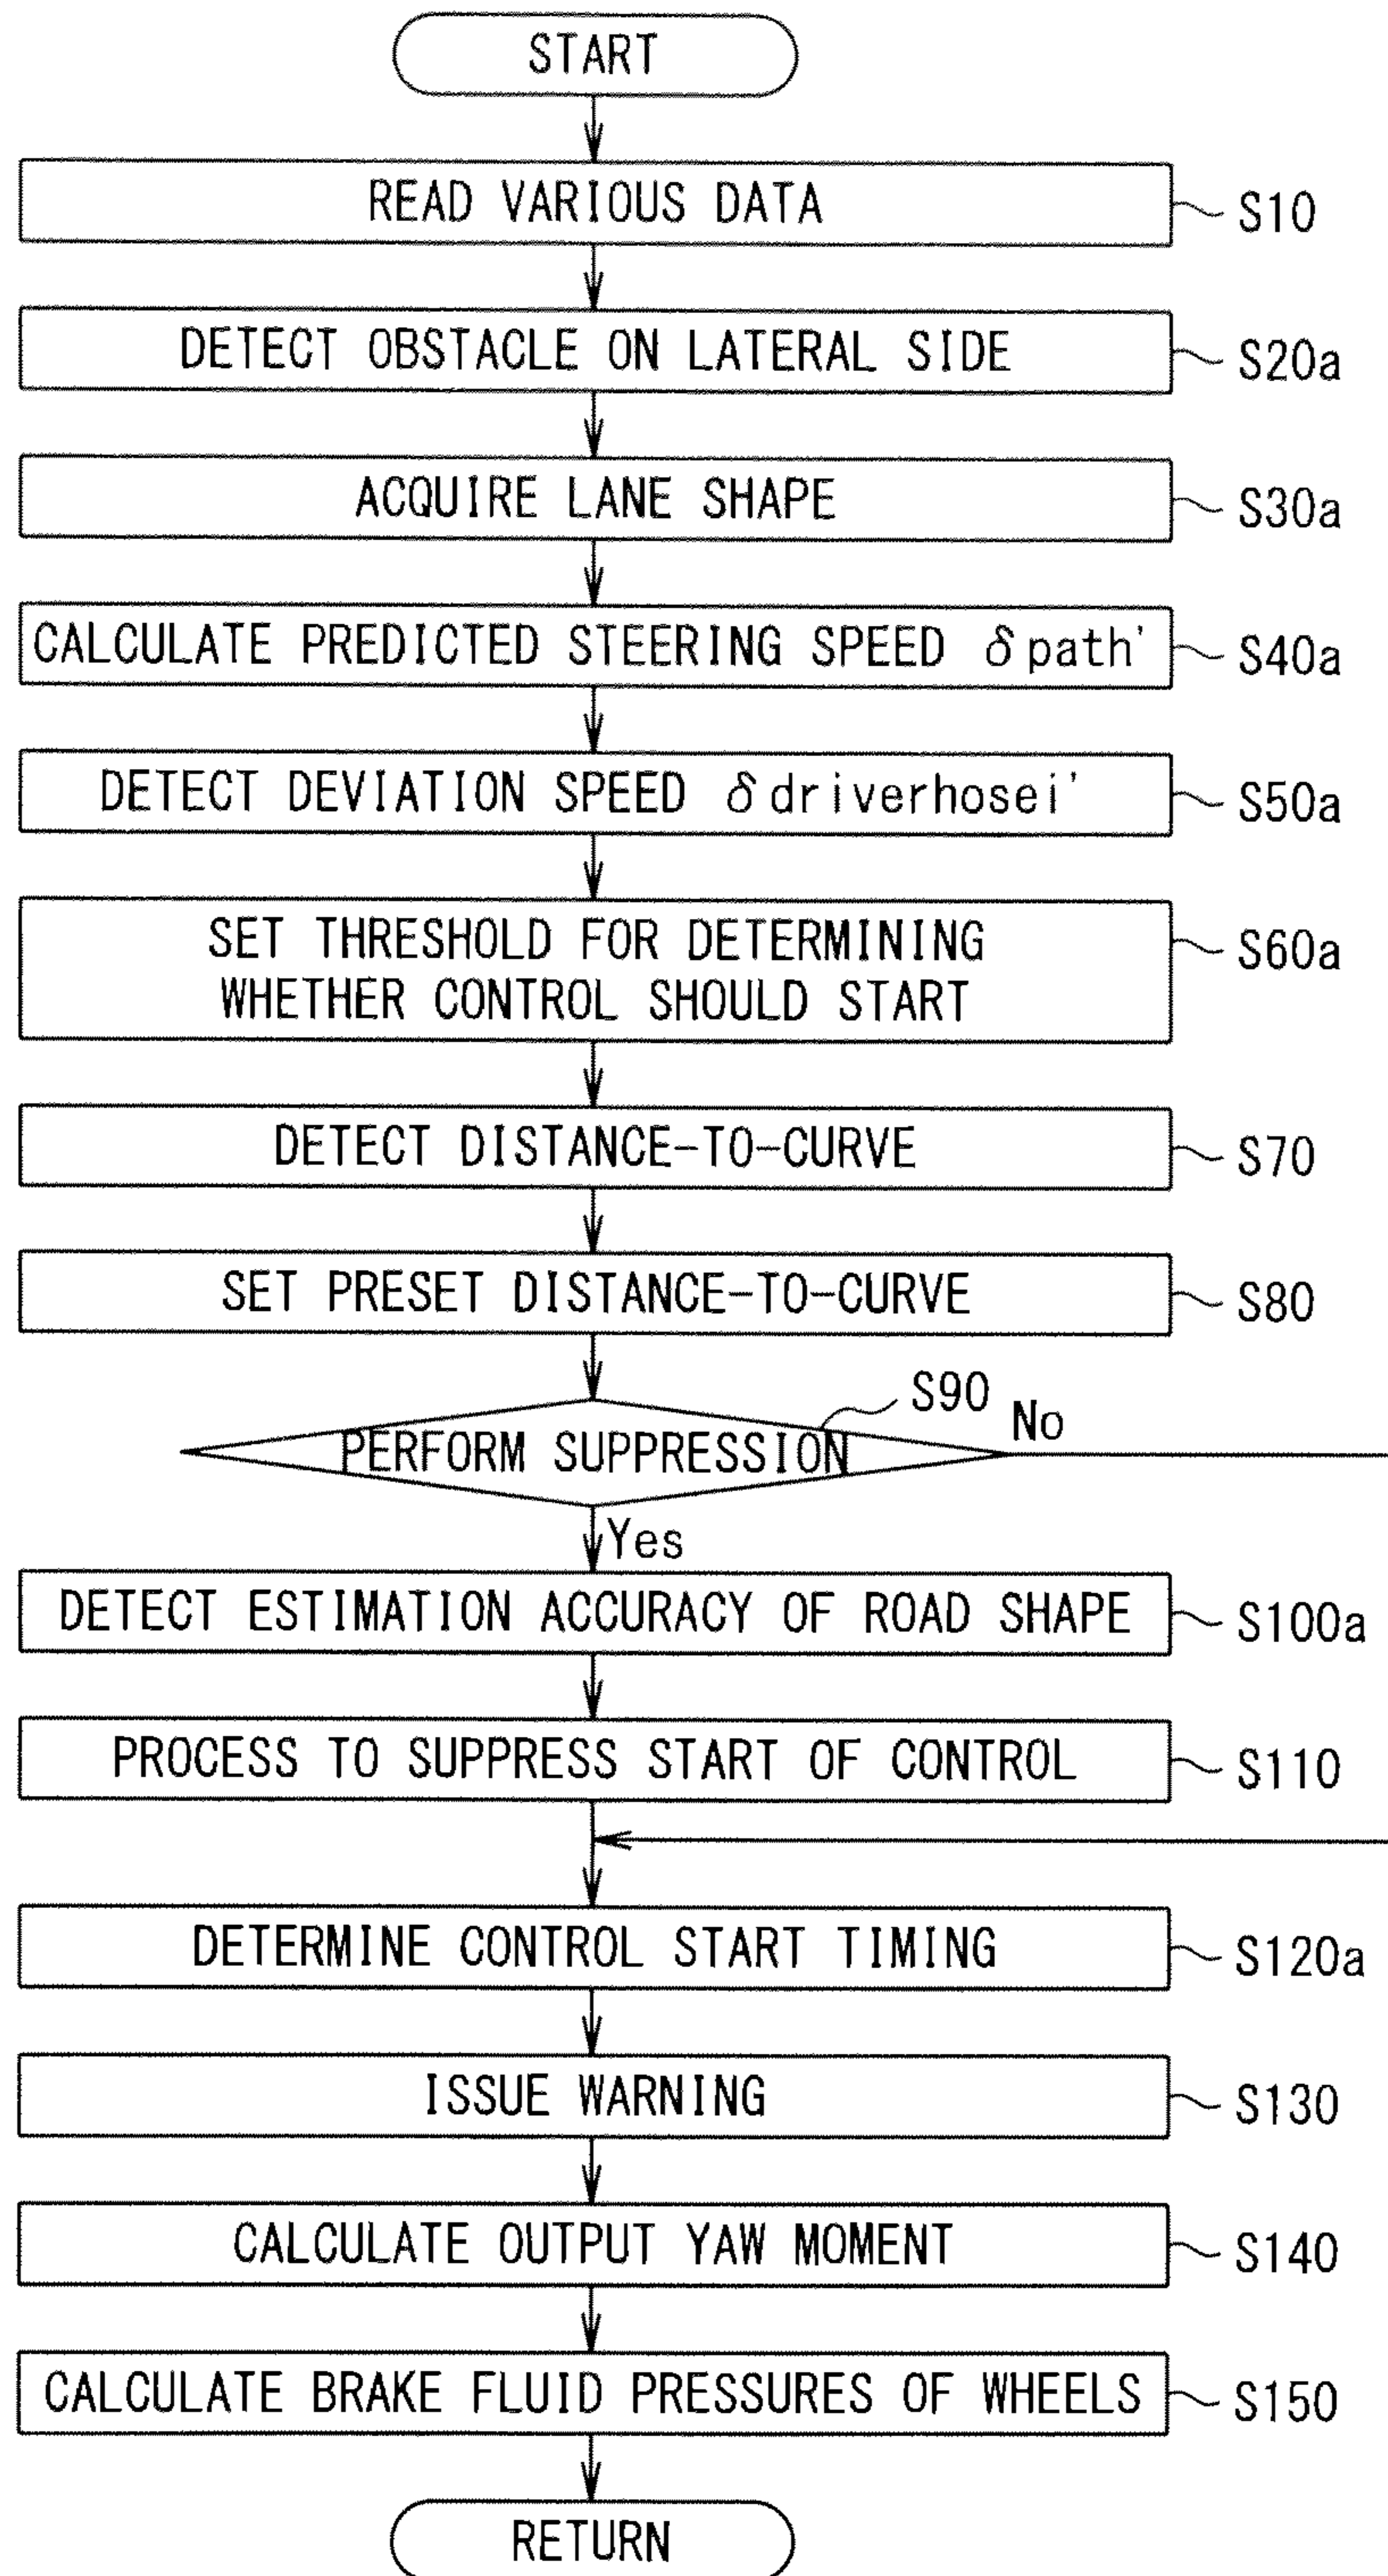 START
READ VARIOUS DATA
S10
DETECT OBSTACLE ON LATERAL SIDE
S20a
ACQUIRE LANE SHAPE
S30a
CALCULATE PREDICTED STEERING SPEED δpath'
S40a
DETECT DEVIATION SPEED δdriverhosei'
S50a
SET THRESHOLD FOR DETERMINING
WHETHER CONTROL SHOULD START
S60a
DETECT DISTANCE-TO-CURVE
S70
SET PRESET DISTANCE-TO-CURVE
S80
S90
No
PERFORM SUPPRESSION
Yes
DETECT ESTIMATION ACCURACY OF ROAD SHAPE
S100a
PROCESS TO SUPPRESS START OF CONTROL
S110
DETERMINE CONTROL START TIMING
S120a
ISSUE WARNING
S130
CALCULATE OUTPUT YAW MOMENT
S140
CALCULATE BRAKE FLUID PRESSURES OF WHEELS
S150
RETURN